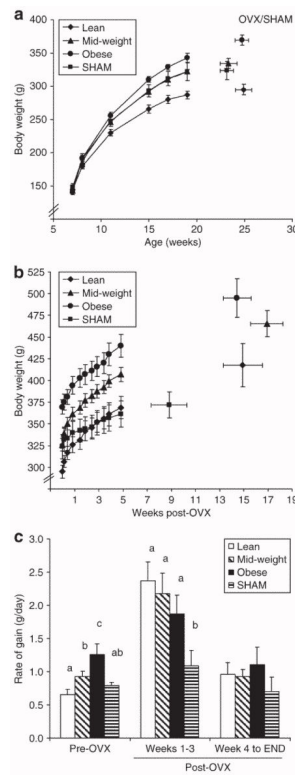 a
OVX/SHAM
400
350
300
250
200
150
Body weight (g)
Lean
Mid-weight
Obese
SHAM
5
10
15
20
25
30
Age (weeks)
b
525
500
475
450
425
400
375
350
325
300
Body weight (g)
Lean
Mid-weight
Obese
SHAM
1
3
5
7
9
11
13
15
17
19
Weeks post-OVX
c
3.0
2.5
2.0
1.5
1.0
0.5
0.0
Rate of gain (g/day)
Lean
Mid-weight
Obese
SHAM
a
b
c
ab
a
a
a
b
Pre-OVX
Weeks 1-3
Week 4 to END
Post-OVX